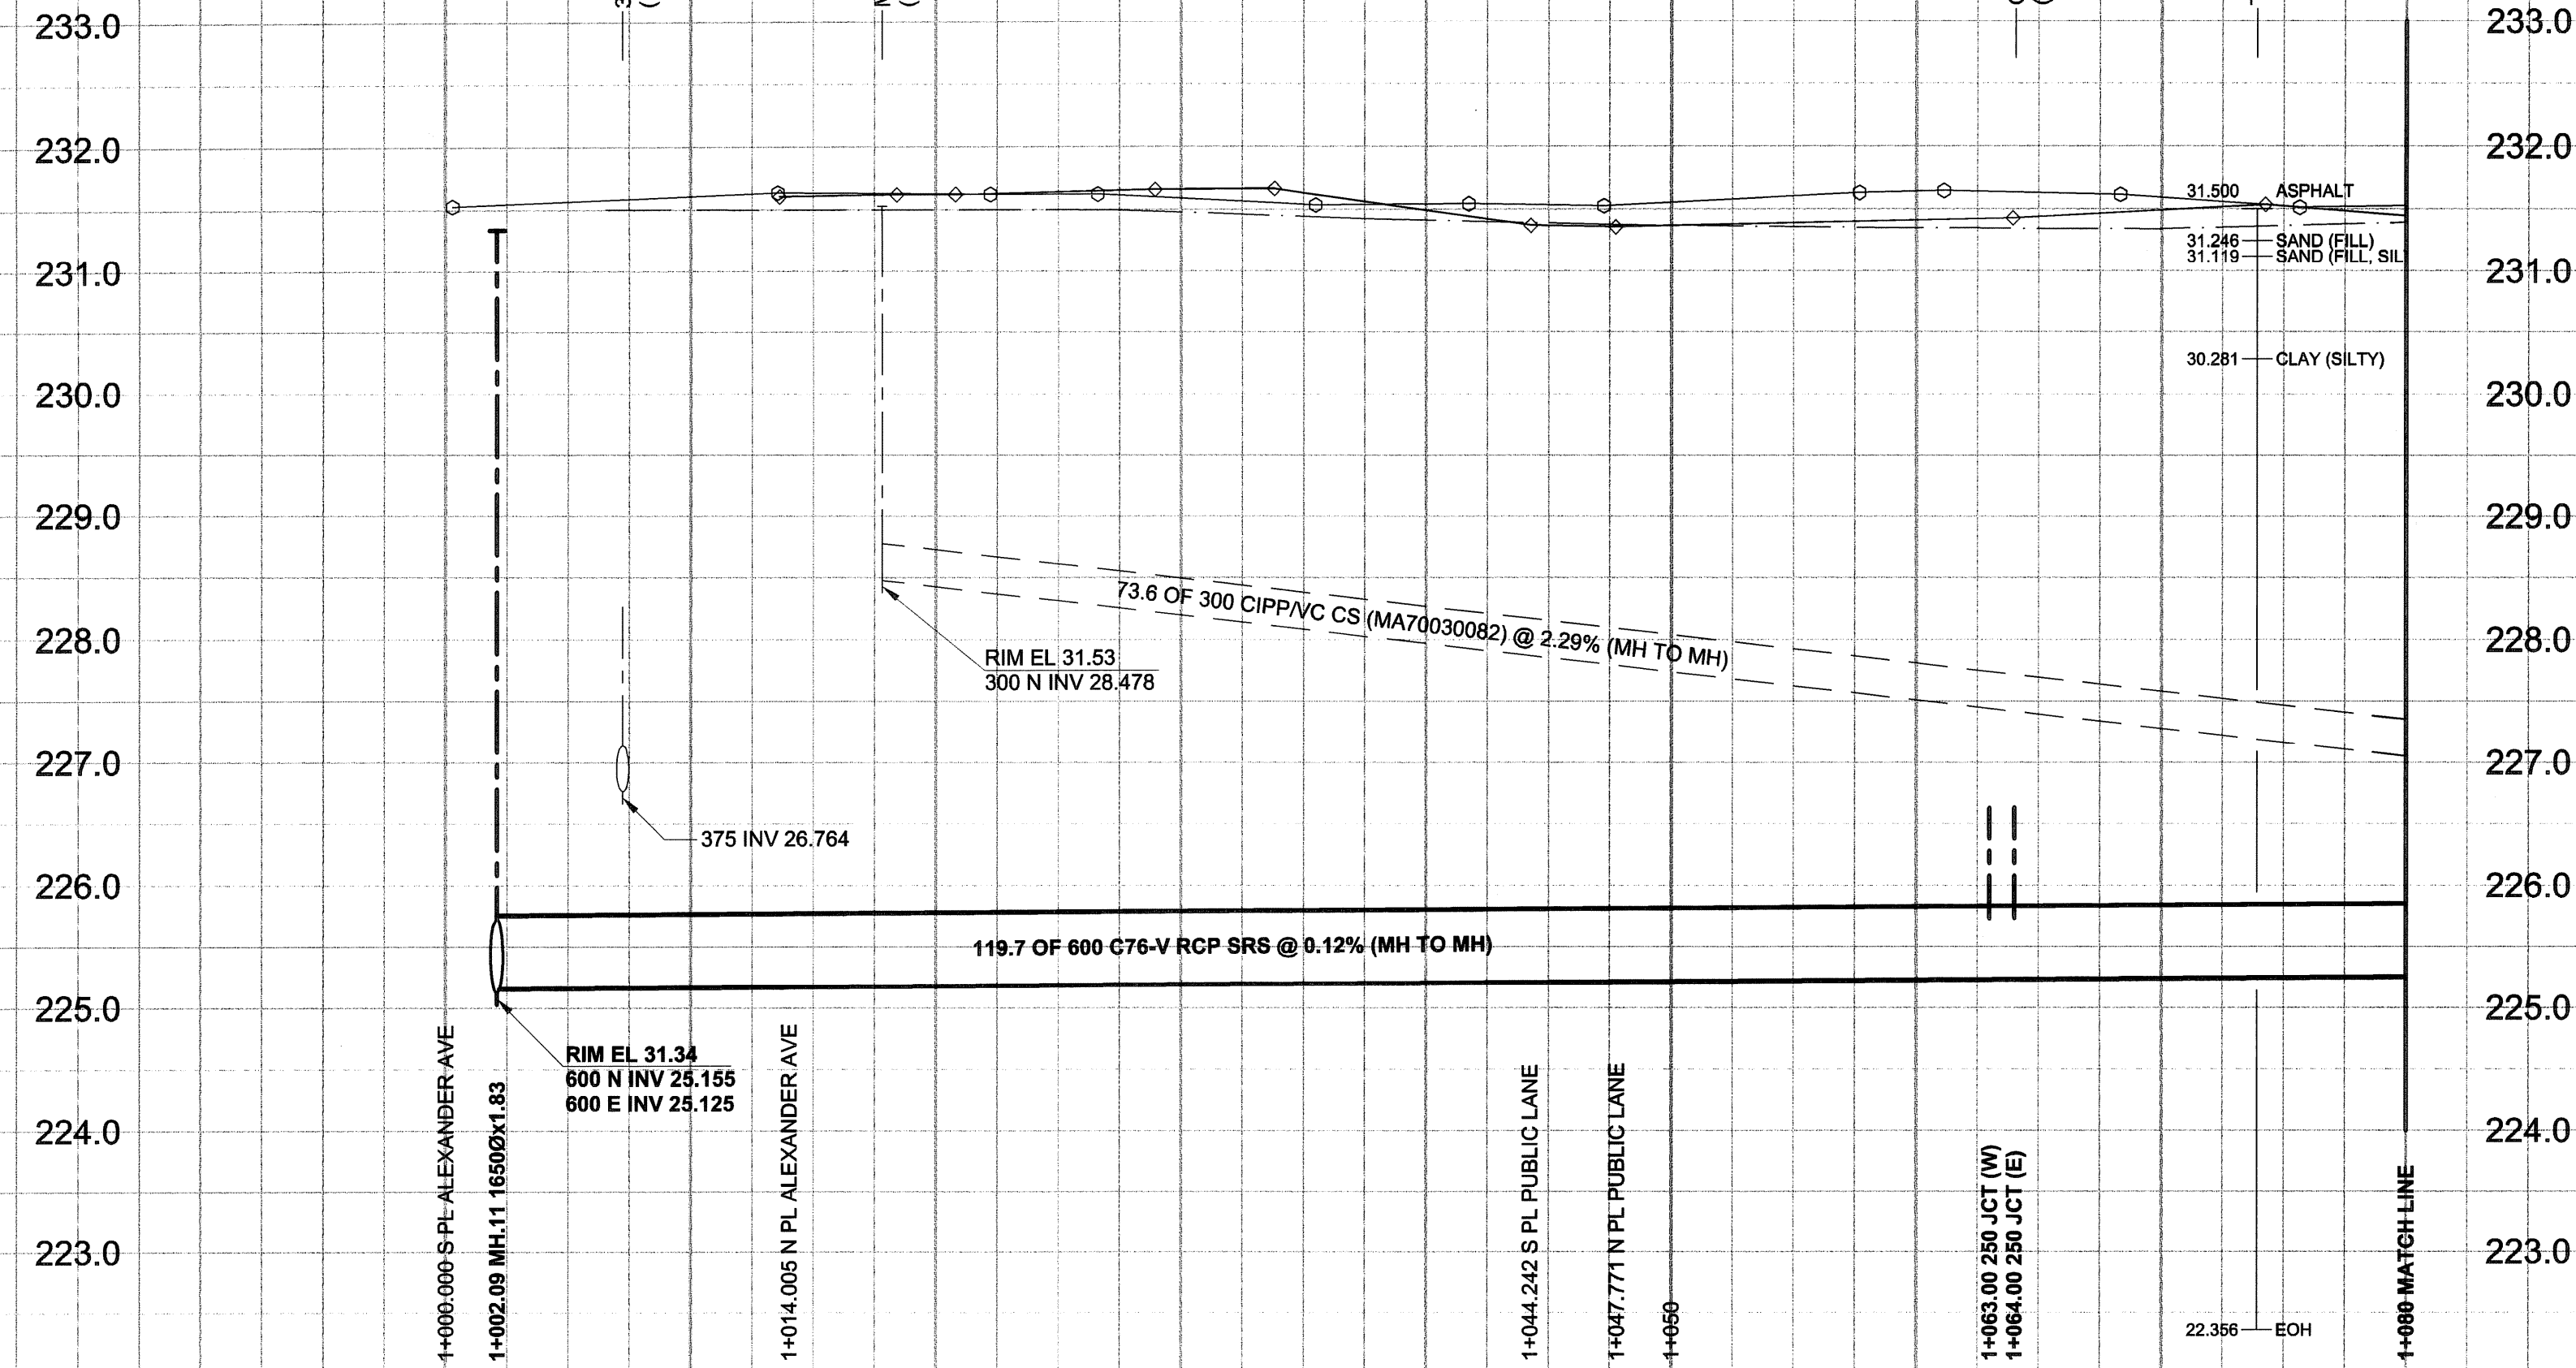 233.0
233.0
232.0
232.0
31.500 ASPHALT
31.246 SAND (FILL)
31.119 SAND (FILL, SIL
231.0
231.0
30.281 CLAY (SILTY)
230.0
230.0
229.0
229.0
73.6 OF 300 CIPP/VC CS (MA70030082) @ 2.29% (MH TO MH)
228.0
228.0
RIM EL 31.53
300 N INV 28.478
227.0
227.0
375 INV 26.764
226.0
226.0
119.7 OF 600 C76-V RCP SRS @ 0.12% (MH TO MH)
225.0
225.0
RIM EL 31.34
600 N INV 25.155
600 E INV 25.125
224.0
224.0
223.0
223.0
1+000.000 S PL ALEXANDER AVE
1+002.09 MH.11 1650Øx1.83
1+014.005 N PL ALEXANDER AVE
1+044.242 S PL PUBLIC LANE
1+047.771 N PL PUBLIC LANE
1+050
1+063.00 250 JCT (W)
1+064.00 250 JCT (E)
22.356 EOH
1+080 MATCH LINE